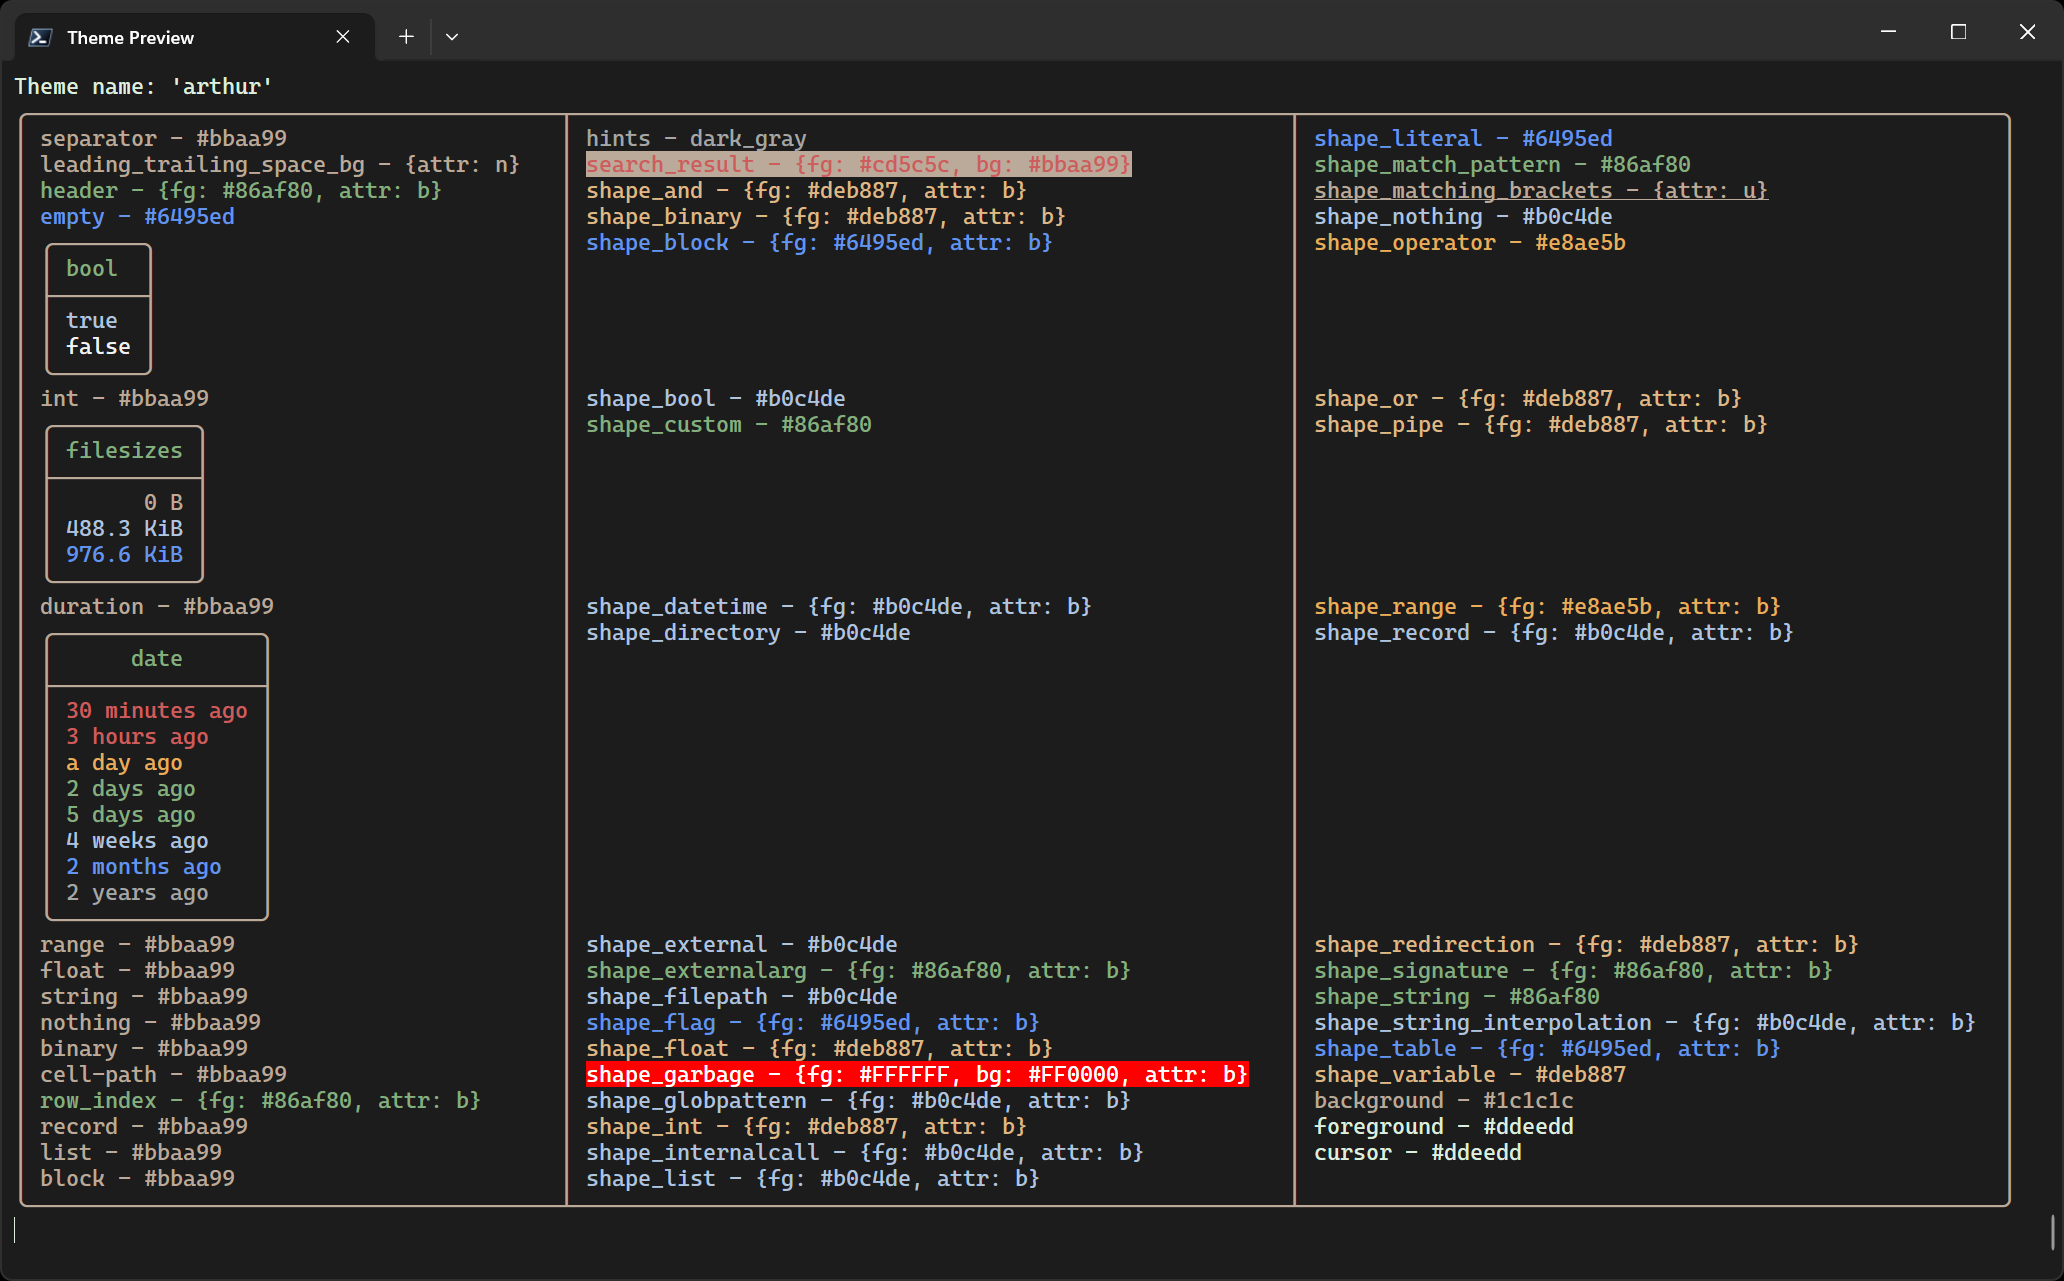 Theme Preview
Theme name: 'arthur'
separator - #bbaa99
leading_trailing_space_bg - {attr: n}
header - {fg: #86af80, attr: b}
empty - #6495ed
bool
true
false
int - #bbaa99
filesizes
0 B
488.3 KiB
976.6 KiB
duration - #bbaa99
date
30 minutes ago
3 hours ago
a day ago
2 days ago
5 days ago
4 weeks ago
2 months ago
2 years ago
range - #bbaa99
float - #bbaa99
string - #bbaa99
nothing - #bbaa99
binary - #bbaa99
cell-path - #bbaa99
row_index - {fg: #86af80, attr: b}
record - #bbaa99
list - #bbaa99
block - #bbaa99
hints - dark_gray
search_result - {fg: #cd5c5c, bg: #bbaa99}
shape_and - {fg: #deb887, attr: b}
shape_binary - {fg: #deb887, attr: b}
shape_block - {fg: #6495ed, attr: b}
shape_bool - #b0c4de
shape_custom - #86af80
shape_datetime - {fg: #b0c4de, attr: b}
shape_directory - #b0c4de
shape_external - #b0c4de
shape_externalarg - {fg: #86af80, attr: b}
shape_filepath - #b0c4de
shape_flag - {fg: #6495ed, attr: b}
shape_float - {fg: #deb887, attr: b}
shape_garbage - {fg: #FFFFFF, bg: #FF0000, attr: b}
shape_globpattern - {fg: #b0c4de, attr: b}
shape_int - {fg: #deb887, attr: b}
shape_internalcall - {fg: #b0c4de, attr: b}
shape_list - {fg: #b0c4de, attr: b}
shape_literal - #6495ed
shape_match_pattern - #86af80
shape_matching_brackets - {attr: u}
shape_nothing - #b0c4de
shape_operator - #e8ae5b
shape_or - {fg: #deb887, attr: b}
shape_pipe - {fg: #deb887, attr: b}
shape_range - {fg: #e8ae5b, attr: b}
shape_record - {fg: #b0c4de, attr: b}
shape_redirection - {fg: #deb887, attr: b}
shape_signature - {fg: #86af80, attr: b}
shape_string - #86af80
shape_string_interpolation - {fg: #b0c4de, attr: b}
shape_table - {fg: #6495ed, attr: b}
shape_variable - #deb887
background - #1c1c1c
foreground - #ddeedd
cursor - #ddeedd